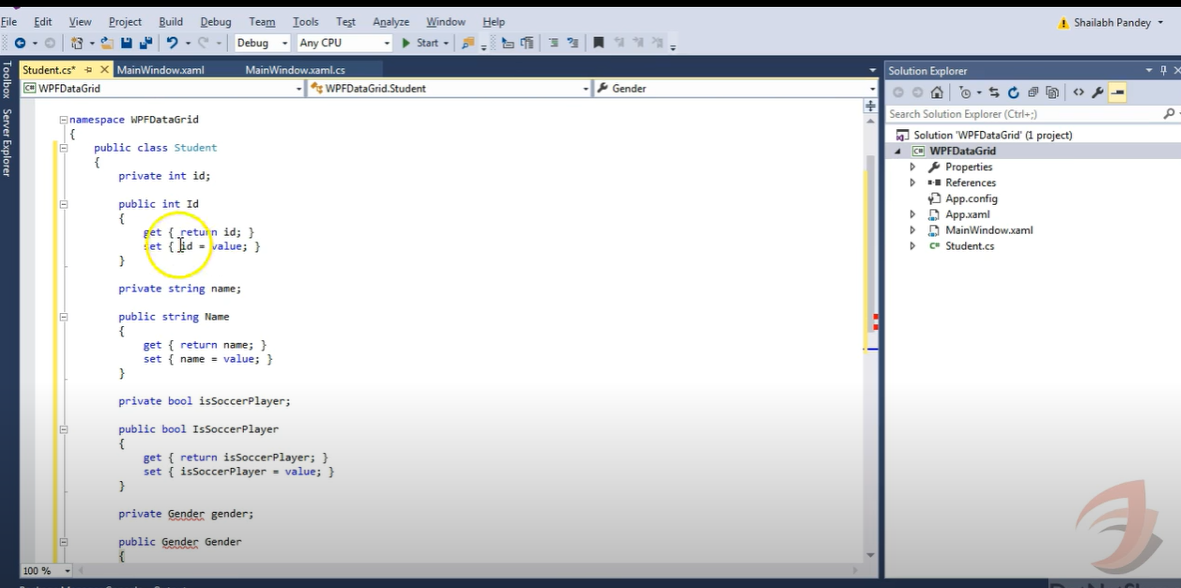 File Edit View Project Build Debug Team Tools Test Analyze Window Help
Shailabh Pandey
Debug Any CPU Start
Student.cs* MainWindow.xaml MainWindow.xaml.cs
Solution Explorer
WPFDataGrid WPFDataGrid.Student Gender
Toolbox
Server Explorer
namespace WPFDataGrid
{
public class Student
{
private int id;
public int Id
{
get { return id; }
set { id = value; }
}
private string name;
public string Name
{
get { return name; }
set { name = value; }
}
private bool isSoccerPlayer;
public bool IsSoccerPlayer
{
get { return isSoccerPlayer; }
set { isSoccerPlayer = value; }
}
private Gender gender;
public Gender Gender
{
100 %
Search Solution Explorer (Ctrl+;)
Solution 'WPFDataGrid' (1 project)
C# WPFDataGrid
Properties
References
App.config
App.xaml
MainWindow.xaml
C# Student.cs